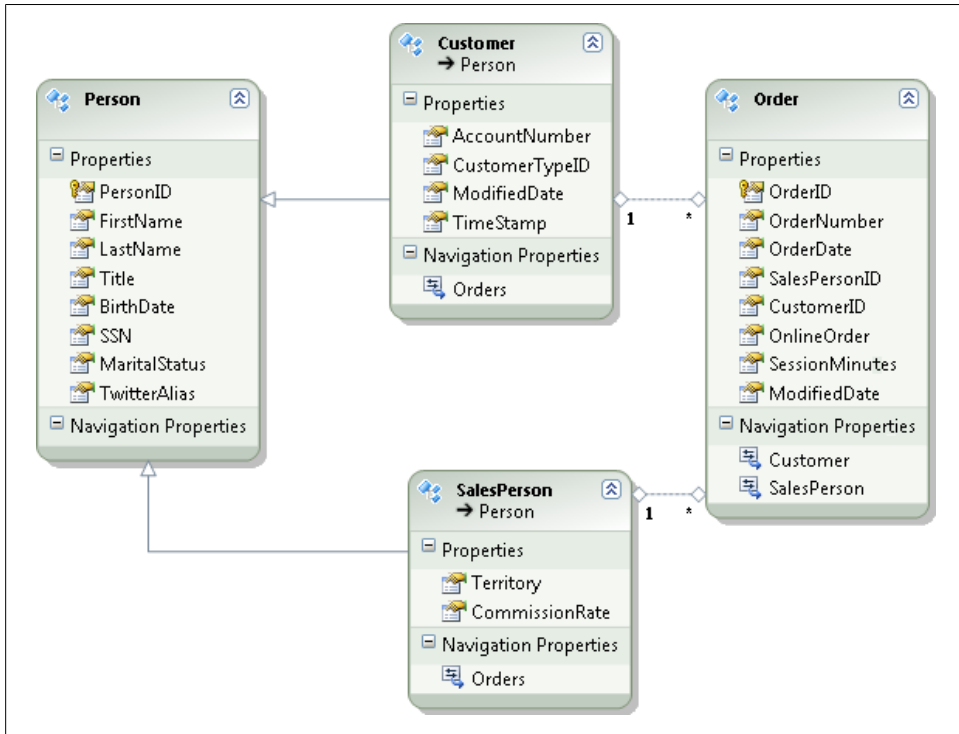 Person
Properties
PersonID
FirstName
LastName
Title
BirthDate
SSN
MaritalStatus
TwitterAlias
Navigation Properties
Customer
➔ Person
Properties
AccountNumber
CustomerTypeID
ModifiedDate
TimeStamp
Navigation Properties
Orders
1 *
Order
Properties
OrderID
OrderNumber
OrderDate
SalesPersonID
CustomerID
OnlineOrder
SessionMinutes
ModifiedDate
Navigation Properties
Customer
SalesPerson
SalesPerson
➔ Person
Properties
Territory
CommissionRate
Navigation Properties
Orders
1 *